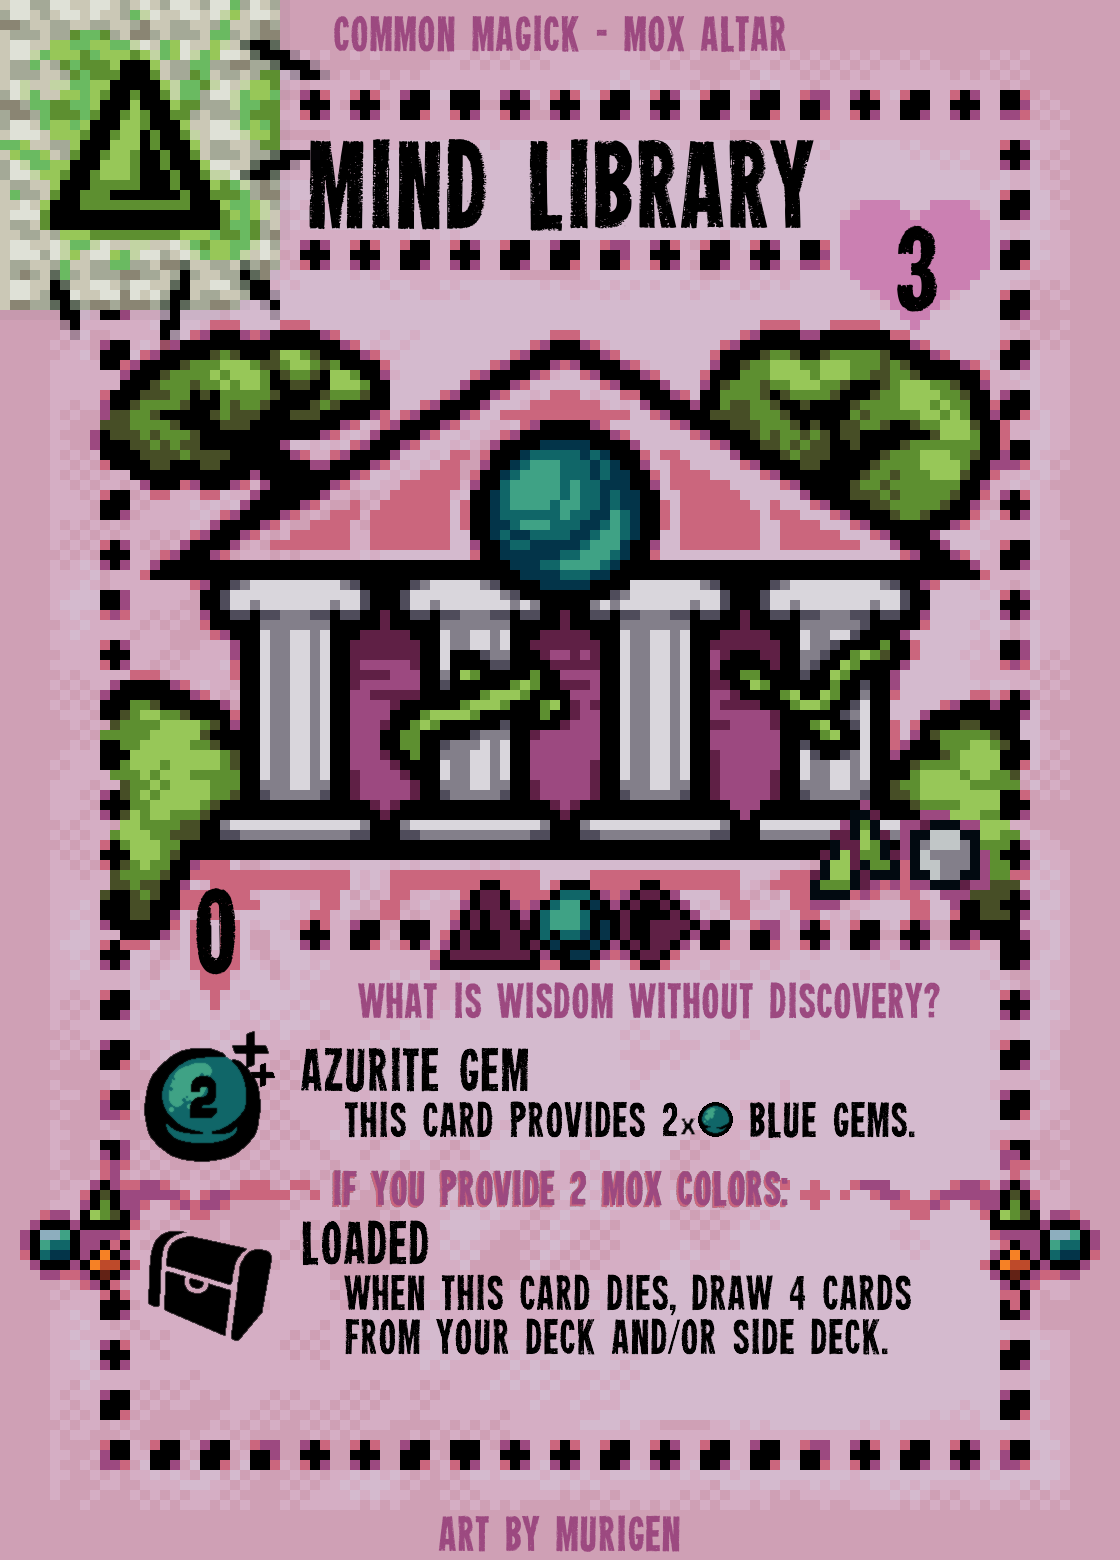 COMMON MAGICK - MOX ALTAR
MIND LIBRARY
3
0
WHAT IS WISDOM WITHOUT DISCOVERY?
2
AZURITE GEM
THIS CARD PROVIDES 2x BLUE GEMS.
IF YOU PROVIDE 2 MOX COLORS:
LOADED
WHEN THIS CARD DIES, DRAW 4 CARDS
FROM YOUR DECK AND/OR SIDE DECK.
ART BY MURIGEN